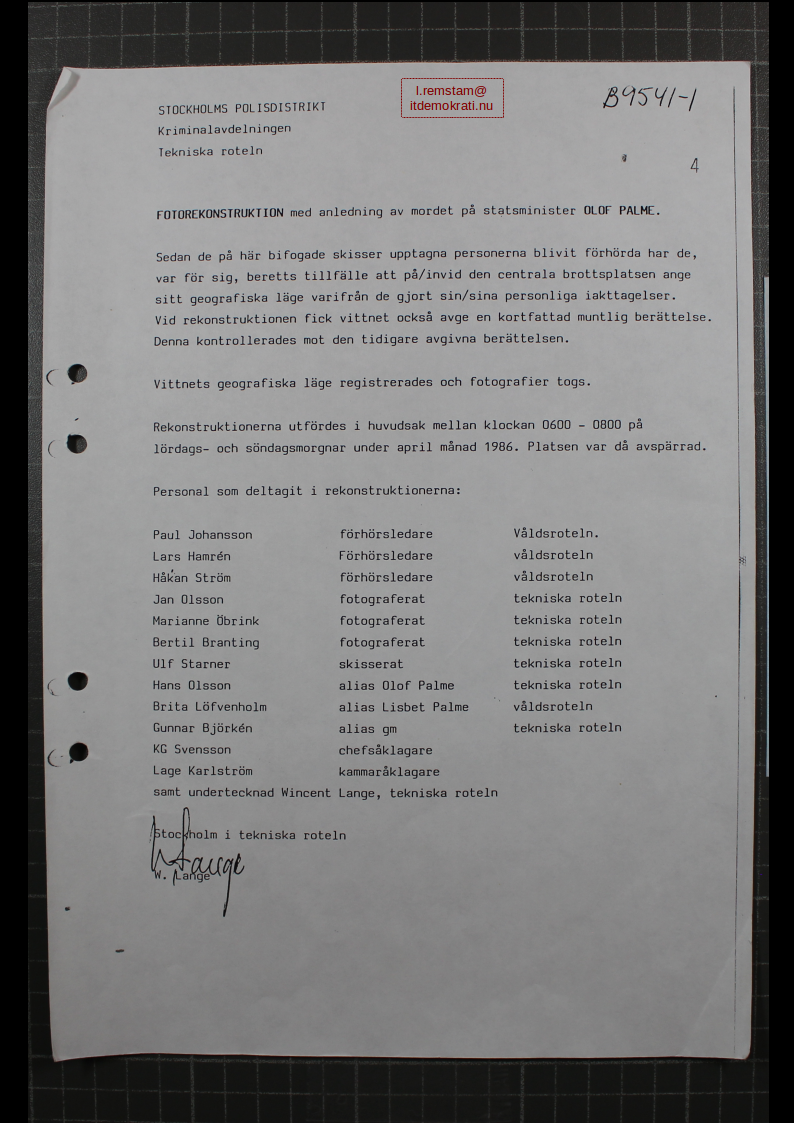 l.remstam@
itdemokrati.nu
B9541-1
STOCKHOLMS POLISDISTRIKT
Kriminalavdelningen
Tekniska roteln
4
FOTOREKONSTRUKTION med anledning av mordet på statsminister OLOF PALME.
Sedan de på här bifogade skisser upptagna personerna blivit förhörda har de,
var för sig, beretts tillfälle att på/invid den centrala brottsplatsen ange
sitt geografiska läge varifrån de gjort sin/sina personliga iakttagelser.
Vid rekonstruktionen fick vittnet också avge en kortfattad muntlig berättelse.
Denna kontrollerades mot den tidigare avgivna berättelsen.
Vittnets geografiska läge registrerades och fotografier togs.
Rekonstruktionerna utfördes i huvudsak mellan klockan 0600 - 0800 på
lördags- och söndagsmorgnar under april månad 1986. Platsen var då avspärrad.
Personal som deltagit i rekonstruktionerna:
Paul Johansson förhörsledare Våldsroteln.
Lars Hamrén Förhörsledare våldsroteln
Håkan Ström förhörsledare våldsroteln
Jan Olsson fotograferat tekniska roteln
Marianne Öbrink fotograferat tekniska roteln
Bertil Branting fotograferat tekniska roteln
Ulf Starner skisserat tekniska roteln
Hans Olsson alias Olof Palme tekniska roteln
Brita Löfvenholm alias Lisbet Palme våldsroteln
Gunnar Björkén alias gm tekniska roteln
KG Svensson chefsåklagare
Lage Karlström kammaråklagare
samt undertecknad Wincent Lange, tekniska roteln
Stockholm i tekniska roteln
W Lange
W. Lange